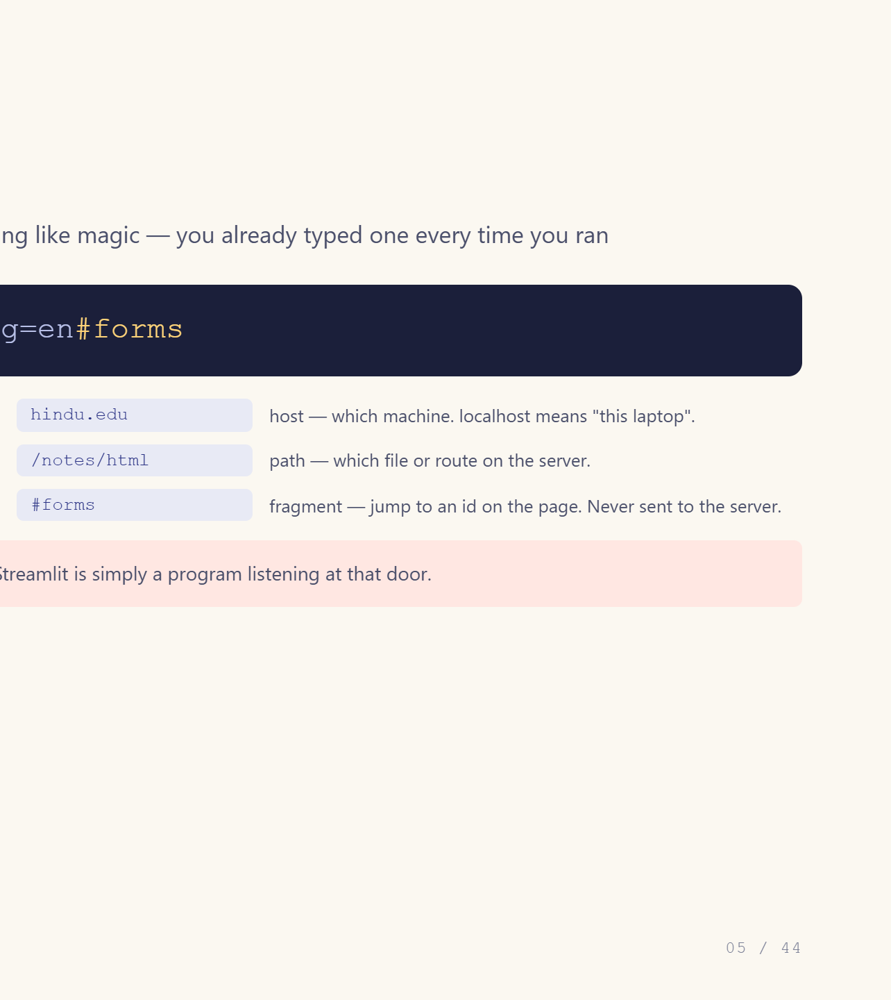 ng like magic — you already typed one every time you ran
g=en#forms
hindu.edu host — which machine. localhost means "this laptop".
/notes/html path — which file or route on the server.
#forms fragment — jump to an id on the page. Never sent to the server.
Streamlit is simply a program listening at that door.
05 / 44